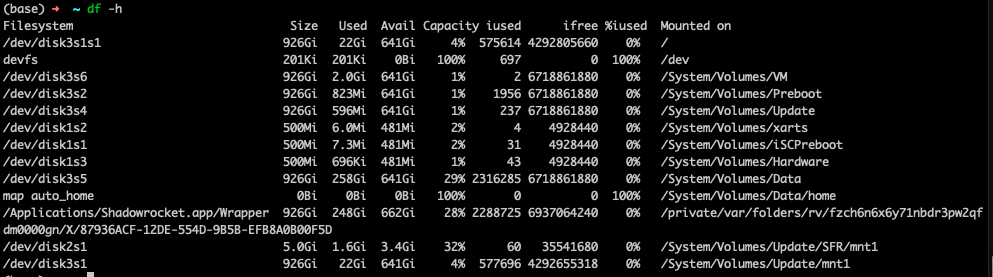 (base) ➜  ~ df -h
Filesystem Size Used Avail Capacity iused ifree %iused Mounted on
/dev/disk3s1s1 926Gi 22Gi 641Gi 4% 575614 4292805660 0% /
devfs 201Ki 201Ki 0Bi 100% 697 0 100% /dev
/dev/disk3s6 926Gi 2.0Gi 641Gi 1% 2 6718861880 0% /System/Volumes/VM
/dev/disk3s2 926Gi 823Mi 641Gi 1% 1956 6718861880 0% /System/Volumes/Preboot
/dev/disk3s4 926Gi 596Mi 641Gi 1% 237 6718861880 0% /System/Volumes/Update
/dev/disk1s2 500Mi 6.0Mi 481Mi 2% 4 4928440 0% /System/Volumes/xarts
/dev/disk1s1 500Mi 7.3Mi 481Mi 2% 31 4928440 0% /System/Volumes/iSCPreboot
/dev/disk1s3 500Mi 696Ki 481Mi 1% 43 4928440 0% /System/Volumes/Hardware
/dev/disk3s5 926Gi 258Gi 641Gi 29% 2316285 6718861880 0% /System/Volumes/Data
map auto_home 0Bi 0Bi 0Bi 100% 0 0 100% /System/Volumes/Data/home
/Applications/Shadowrocket.app/Wrapper 926Gi 248Gi 662Gi 28% 2288725 6937064240 0% /private/var/folders/rv/fzch6n6x6y71nbdr3pw2qf
dm0000gn/X/87936ACF-12DE-554D-9B5B-EFB8A0B00F5D
/dev/disk2s1 5.0Gi 1.6Gi 3.4Gi 32% 60 35541680 0% /System/Volumes/Update/SFR/mnt1
/dev/disk3s1 926Gi 22Gi 641Gi 4% 577696 4292655318 0% /System/Volumes/Update/mnt1